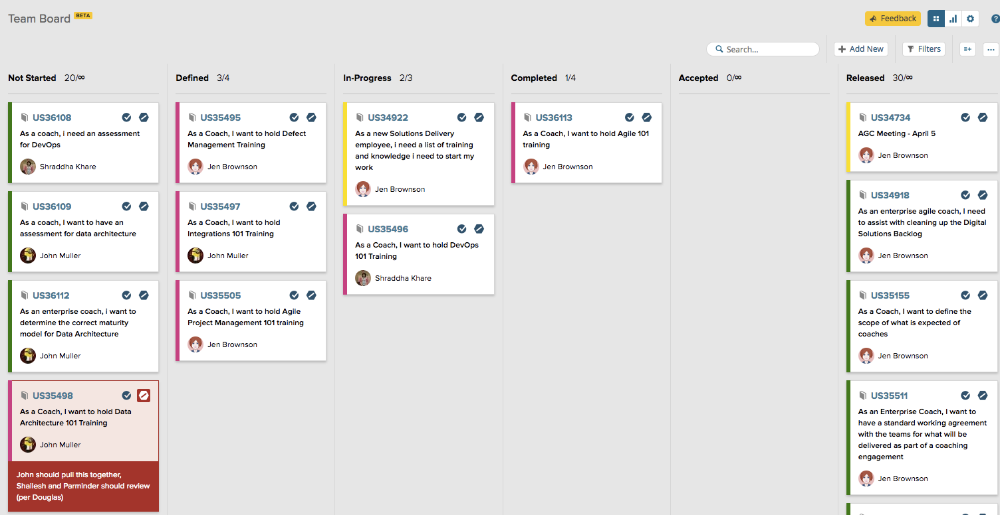 Team Board BETA
Feedback
Search...
Add New
Filters
Not Started 20/∞
US36108
As a coach, i need an assessment
for DevOps
Shraddha Khare
US36109
As a coach, I want to have an
assessment for data architecture
John Muller
US36112
As an enterprise coach, i want to
determine the correct maturity
model for Data Architecture
John Muller
US35498
As a Coach, I want to hold Data
Architecture 101 Training
John Muller
John should pull this together,
Shailesh and Parminder should review
(per Douglas)
Defined 3/4
US35495
As a Coach, I want to hold Defect
Management Training
Jen Brownson
US35497
As a Coach, I want to hold
Integrations 101 Training
John Muller
US35505
As a Coach, I want to hold Agile
Project Management 101 training
Jen Brownson
In-Progress 2/3
US34922
As a new Solutions Delivery
employee, i need a list of training
and knowledge i need to start my
work
Jen Brownson
US35496
As a Coach, I want to hold DevOps
101 Training
Shraddha Khare
Completed 1/4
US36113
As a Coach, I want to hold Agile 101
training
Jen Brownson
Accepted 0/∞
Released 30/∞
US34734
AGC Meeting - April 5
Jen Brownson
US34918
As an enterprise agile coach, I need
to assist with cleaning up the Digital
Solutions Backlog
Jen Brownson
US35155
As a Coach, I want to define the
scope of what is expected of
coaches
Jen Brownson
US35511
As an Enterprise Coach, I want to
have a standard working agreement
with the teams for what will be
delivered as part of a coaching
engagement
Jen Brownson